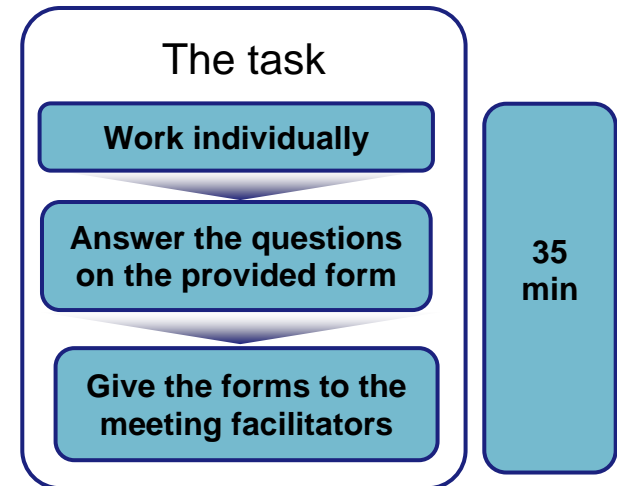 The task
Work individually
Answer the questions
on the provided form
Give the forms to the
meeting facilitators
35
min